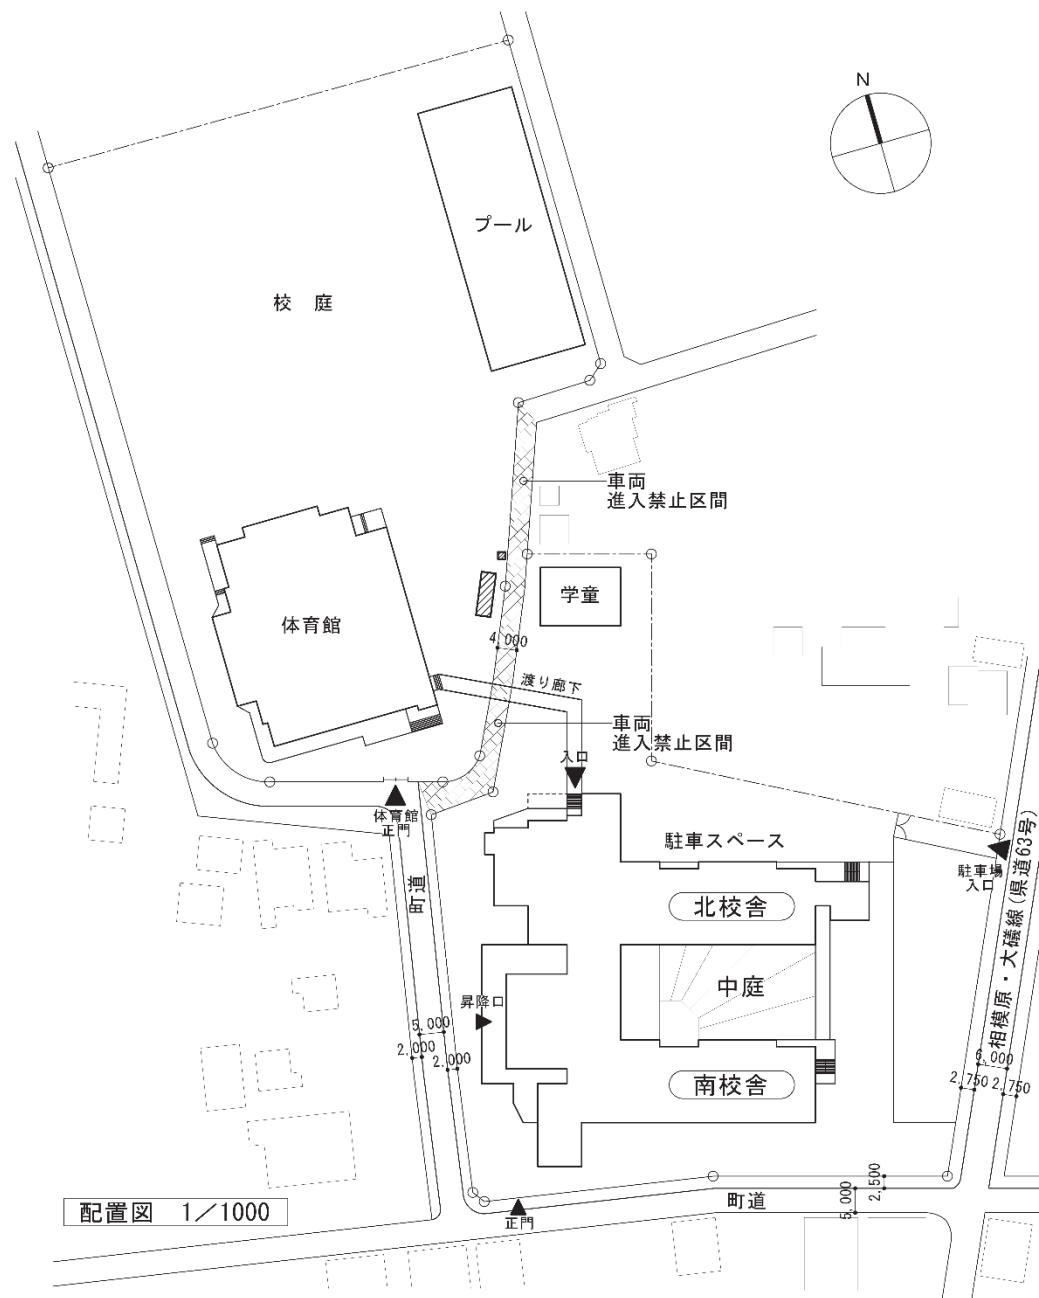 N
プール
校 庭
車両
進入禁止区間
学童
体育館
4,000
渡り廊下
車両
進入禁止区間
入口
体育館
正門
駐車スペース
駐車場
入口
町道
北校舎
相模原・大磯線(県道63号)
中庭
昇降口
5,000
2,000
2,000
6,000
2,750
2,750
南校舎
2,500
5,000
町道
正門
配置図 1/1000